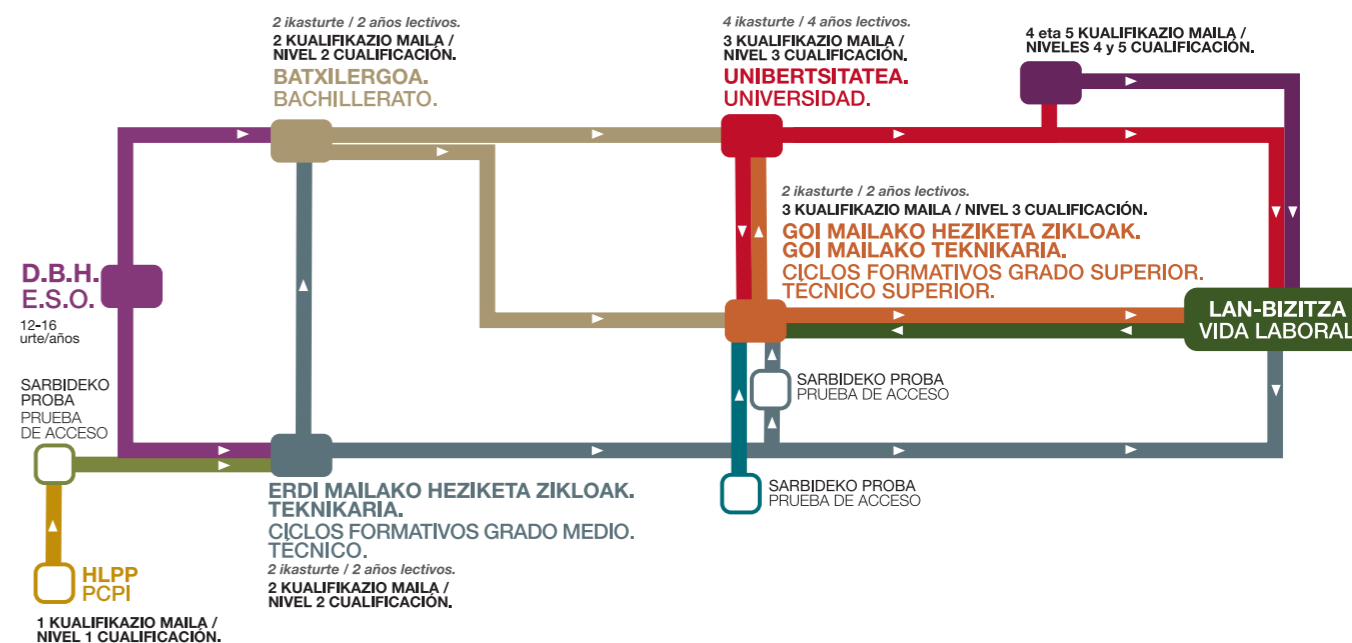 2 ikasturte / 2 años lectivos.
2 KUALIFIKAZIO MAILA /
NIVEL 2 CUALIFICACIÓN.
BATXILERGOA.
BACHILLERATO.
4 ikasturte / 4 años lectivos.
3 KUALIFIKAZIO MAILA /
NIVEL 3 CUALIFICACIÓN.
UNIBERTSITATEA.
UNIVERSIDAD.
4 eta 5 KUALIFIKAZIO MAILA /
NIVELES 4 y 5 CUALIFICACIÓN.
2 ikasturte / 2 años lectivos.
3 KUALIFIKAZIO MAILA / NIVEL 3 CUALIFICACIÓN.
GOI MAILAKO HEZIKETA ZIKLOAK.
GOI MAILAKO TEKNIKARIA.
CICLOS FORMATIVOS GRADO SUPERIOR.
TÉCNICO SUPERIOR.
D.B.H.
E.S.O.
12-16
urte/años
LAN-BIZITZA
VIDA LABORAL
SARBIDEKO
PROBA
PRUEBA
DE ACCESO
SARBIDEKO PROBA
PRUEBA DE ACCESO
SARBIDEKO PROBA
PRUEBA DE ACCESO
ERDI MAILAKO HEZIKETA ZIKLOAK.
TEKNIKARIA.
CICLOS FORMATIVOS GRADO MEDIO.
TÉCNICO.
2 ikasturte / 2 años lectivos.
2 KUALIFIKAZIO MAILA /
NIVEL 2 CUALIFICACIÓN.
HLPP
PCPI
1 KUALIFIKAZIO MAILA /
NIVEL 1 CUALIFICACIÓN.